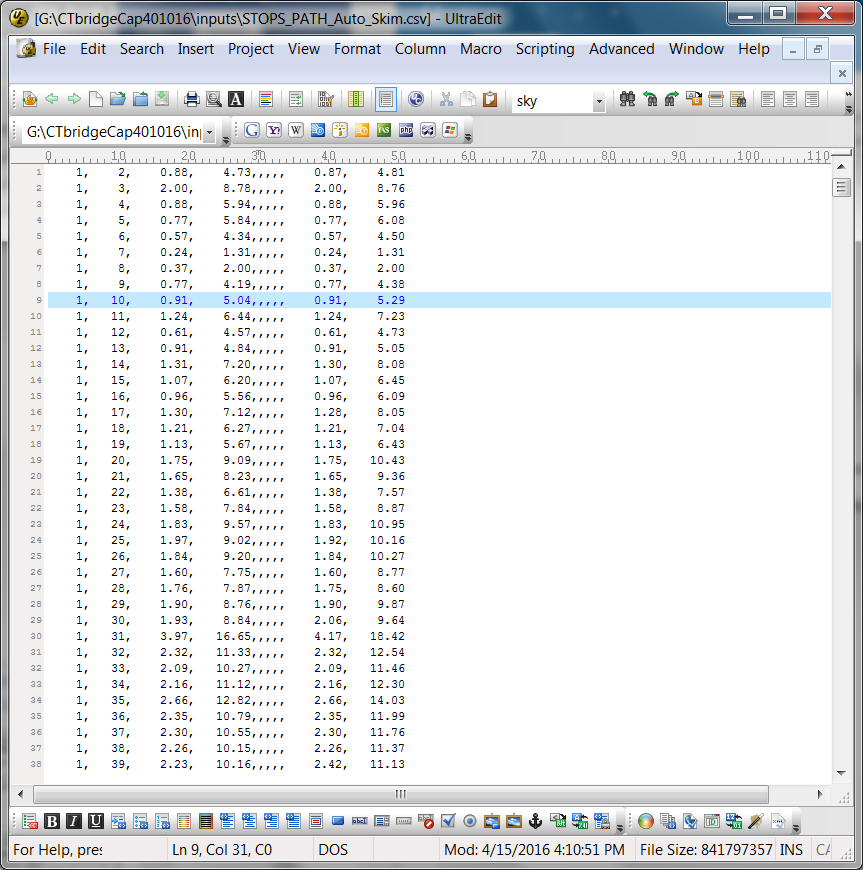 [G:\CTbridgeCap401016\inputs\STOPS_PATH_Auto_Skim.csv] - UltraEdit
File Edit Search Insert Project View Format Column Macro Scripting Advanced Window Help
sky
G:\CTbridgeCap401016\in
0 10 20 30 40 50 60 70 80 90 100 110
1 1, 2, 0.88, 4.73,,,,, 0.87, 4.81
2 1, 3, 2.00, 8.78,,,,, 2.00, 8.76
3 1, 4, 0.88, 5.94,,,,, 0.88, 5.96
4 1, 5, 0.77, 5.84,,,,, 0.77, 6.08
5 1, 6, 0.57, 4.34,,,,, 0.57, 4.50
6 1, 7, 0.24, 1.31,,,,, 0.24, 1.31
7 1, 8, 0.37, 2.00,,,,, 0.37, 2.00
8 1, 9, 0.77, 4.19,,,,, 0.77, 4.38
9 1, 10, 0.91, 5.04,,,,, 0.91, 5.29
10 1, 11, 1.24, 6.44,,,,, 1.24, 7.23
11 1, 12, 0.61, 4.57,,,,, 0.61, 4.73
12 1, 13, 0.91, 4.84,,,,, 0.91, 5.05
13 1, 14, 1.31, 7.20,,,,, 1.30, 8.08
14 1, 15, 1.07, 6.20,,,,, 1.07, 6.45
15 1, 16, 0.96, 5.56,,,,, 0.96, 6.09
16 1, 17, 1.30, 7.12,,,,, 1.28, 8.05
17 1, 18, 1.21, 6.27,,,,, 1.21, 7.04
18 1, 19, 1.13, 5.67,,,,, 1.13, 6.43
19 1, 20, 1.75, 9.09,,,,, 1.75, 10.43
20 1, 21, 1.65, 8.23,,,,, 1.65, 9.36
21 1, 22, 1.38, 6.61,,,,, 1.38, 7.57
22 1, 23, 1.58, 7.84,,,,, 1.58, 8.87
23 1, 24, 1.83, 9.57,,,,, 1.83, 10.95
24 1, 25, 1.97, 9.02,,,,, 1.92, 10.16
25 1, 26, 1.84, 9.20,,,,, 1.84, 10.27
26 1, 27, 1.60, 7.75,,,,, 1.60, 8.77
27 1, 28, 1.76, 7.87,,,,, 1.75, 8.60
28 1, 29, 1.90, 8.76,,,,, 1.90, 9.87
29 1, 30, 1.93, 8.84,,,,, 2.06, 9.64
30 1, 31, 3.97, 16.65,,,,, 4.17, 18.42
31 1, 32, 2.32, 11.33,,,,, 2.32, 12.54
32 1, 33, 2.09, 10.27,,,,, 2.09, 11.46
33 1, 34, 2.16, 11.12,,,,, 2.16, 12.30
34 1, 35, 2.66, 12.82,,,,, 2.66, 14.03
35 1, 36, 2.35, 10.79,,,,, 2.35, 11.99
36 1, 37, 2.30, 10.55,,,,, 2.30, 11.76
37 1, 38, 2.26, 10.15,,,,, 2.26, 11.37
38 1, 39, 2.23, 10.16,,,,, 2.42, 11.13
B I U
For Help, pres Ln 9, Col 31, C0 DOS Mod: 4/15/2016 4:10:51 PM File Size: 841797357 INS CA